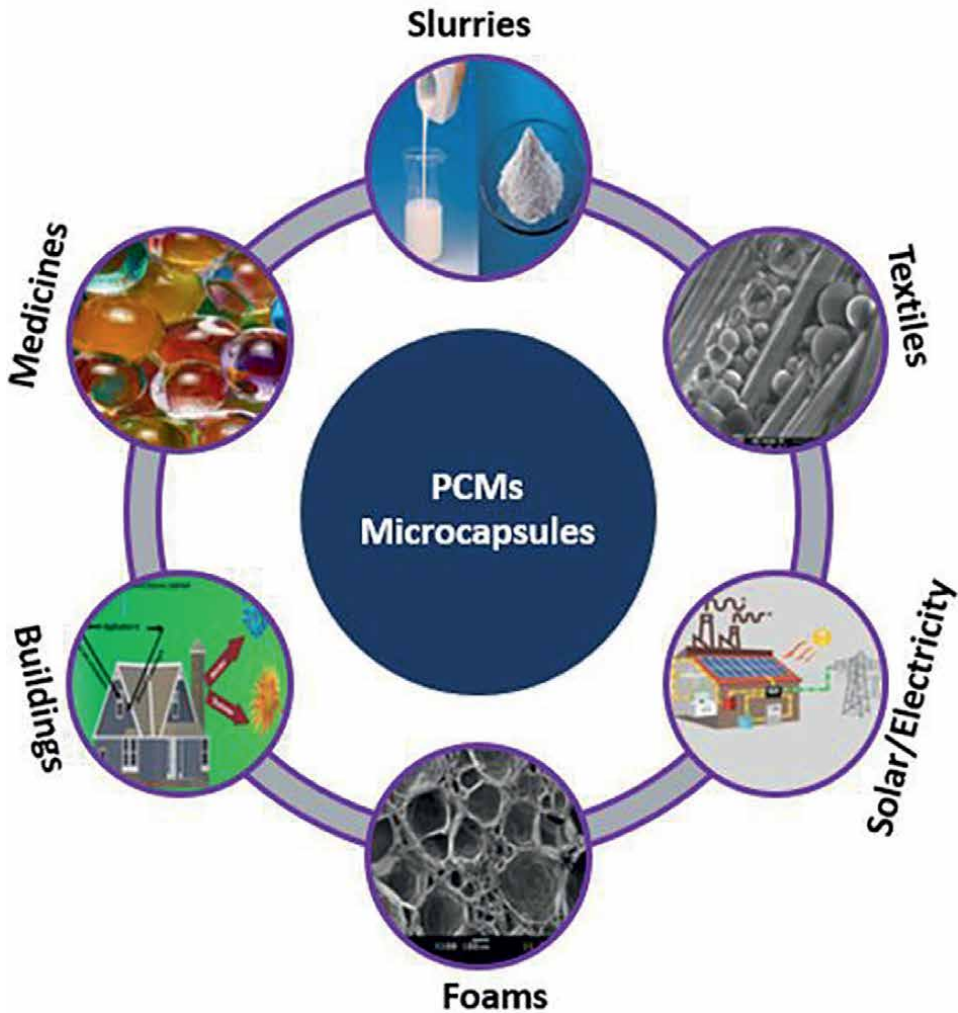 Slurries
Textiles
Solar/Electricity
Foams
Buildings
Medicines
PCMs
Microcapsules